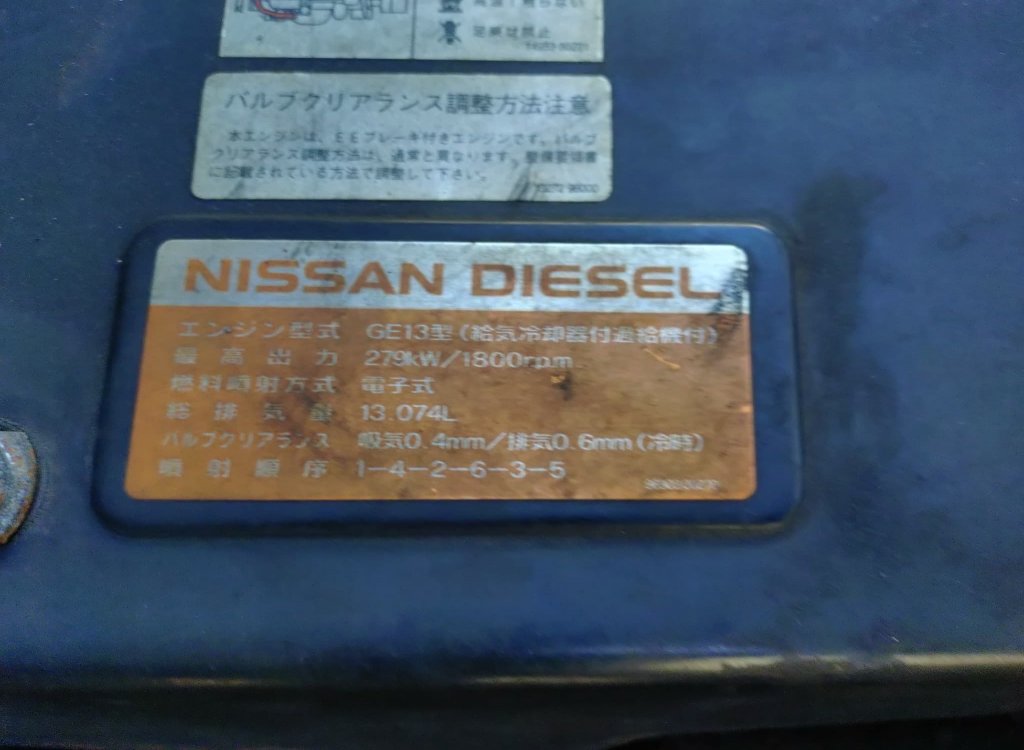 足乗せ禁止
バルブクリアランス調整方法注意
本エンジンは、EEブレーキ付きエンジンです。バルブ
クリアランス調整方法は、通常と異なります。整備要領書
に記載されている方法で調整して下さい。
NISSAN DIESEL
エンジン型式 GE13型(給気冷却器付過給機付)
最高出力 279kW/1800rpm
燃料噴射方式 電子式
総排気量 13.074L
バルブクリアランス 吸気0.4mm/排気0.6mm(冷時)
噴射順序 1-4-2-6-3-5